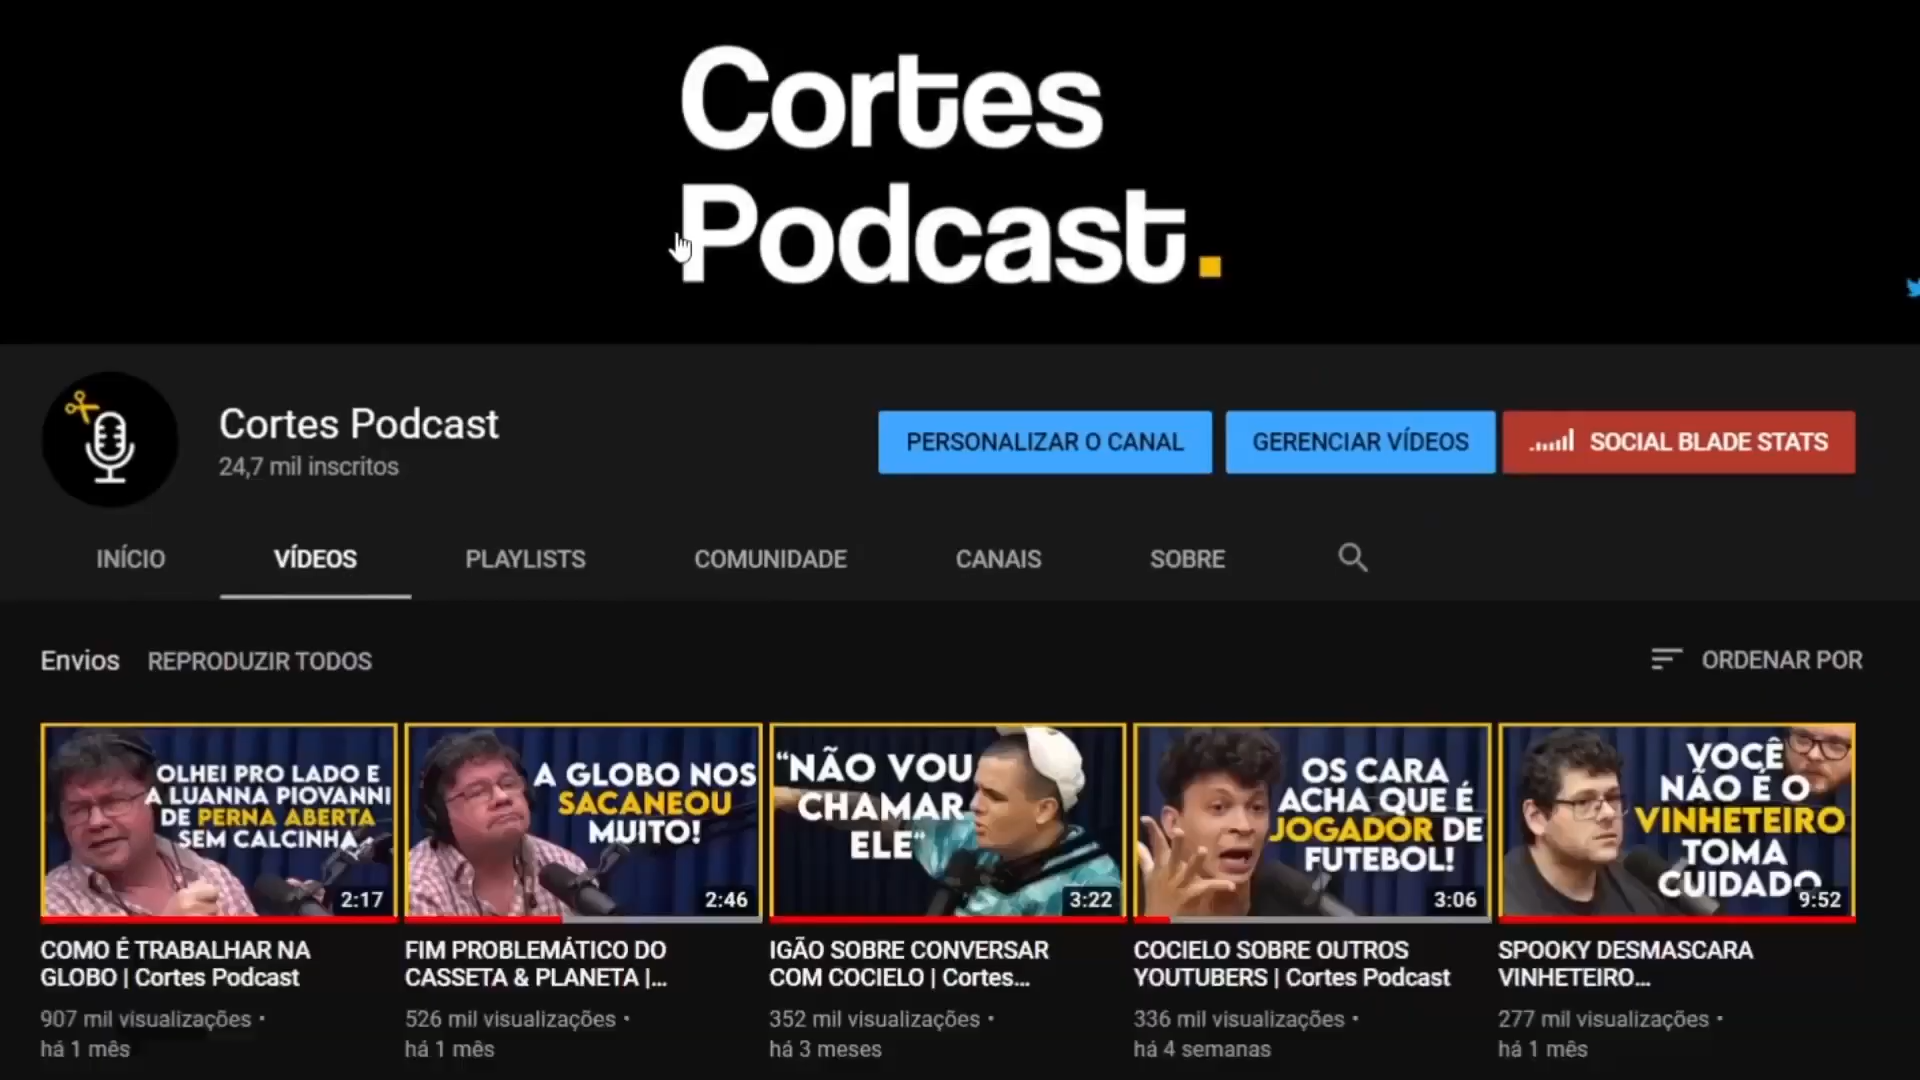 Cortes
Podcast.
Cortes Podcast
24,7 mil inscritos
PERSONALIZAR O CANAL
GERENCIAR VÍDEOS
SOCIAL BLADE STATS
INÍCIO
VÍDEOS
PLAYLISTS
COMUNIDADE
CANAIS
SOBRE
Envios
REPRODUZIR TODOS
ORDENAR POR
OLHEI PRO LADO E
A LUANNA PIOVANNI
DE PERNA ABERTA
SEM CALCINHA
2:17
COMO É TRABALHAR NA
GLOBO | Cortes Podcast
907 mil visualizações •
há 1 mês
A GLOBO NOS
SACANEOU
MUITO!
2:46
FIM PROBLEMÁTICO DO
CASSETA & PLANETA |...
526 mil visualizações •
há 1 mês
“NÃO VOU
CHAMAR
ELE“
3:22
IGÃO SOBRE CONVERSAR
COM COCIELO | Cortes...
352 mil visualizações •
há 3 meses
OS CARA
ACHA QUE É
JOGADOR DE
FUTEBOL!
3:06
COCIELO SOBRE OUTROS
YOUTUBERS | Cortes Podcast
336 mil visualizações •
há 4 semanas
VOCÊ
NÃO É O
VINHETEIRO
TOMA
CUIDADO
9:52
SPOOKY DESMASCARA
VINHETEIRO...
277 mil visualizações •
há 1 mês